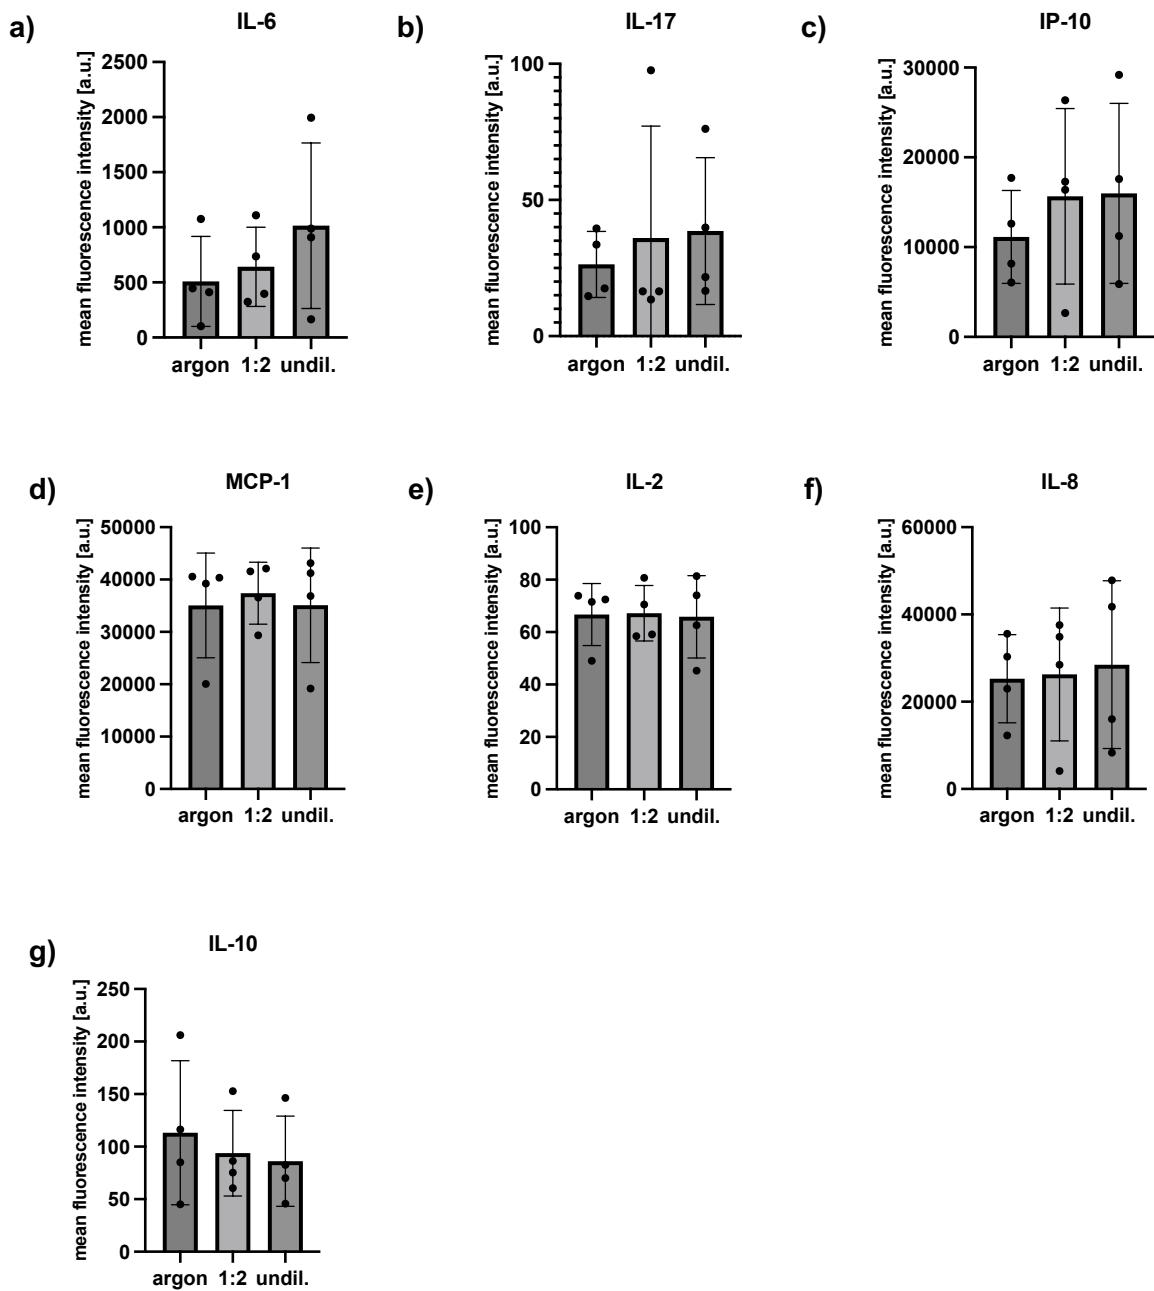 a)
IL-6
mean fluorescence intensity [a.u.]
2500
2000
1500
1000
500
0
argon 1:2 undil.
b)
IL-17
mean fluorescence intensity [a.u.]
100
50
0
argon 1:2 undil.
c)
IP-10
mean fluorescence intensity [a.u.]
30000
20000
10000
0
argon 1:2 undil.
d)
MCP-1
mean fluorescence intensity [a.u.]
50000
40000
30000
20000
10000
0
argon 1:2 undil.
e)
IL-2
mean fluorescence intensity [a.u.]
100
80
60
40
20
0
argon 1:2 undil.
f)
IL-8
mean fluorescence intensity [a.u.]
60000
40000
20000
0
argon 1:2 undil.
g)
IL-10
mean fluorescence intensity [a.u.]
250
200
150
100
50
0
argon 1:2 undil.